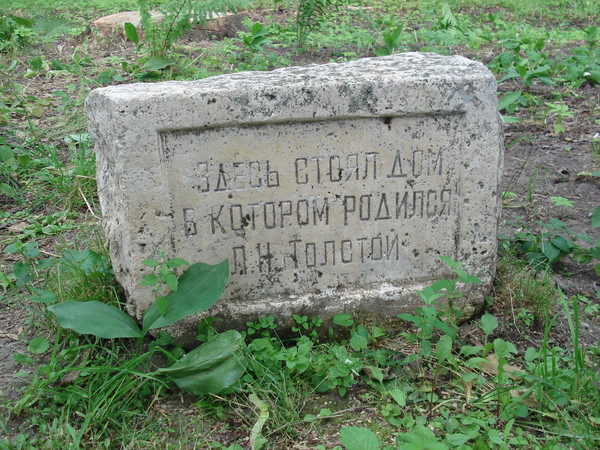 ЗДЕСЬ СТОЯЛ ДОМ,
В КОТОРОМ РОДИЛСЯ
Л.Н. ТОЛСТОЙ